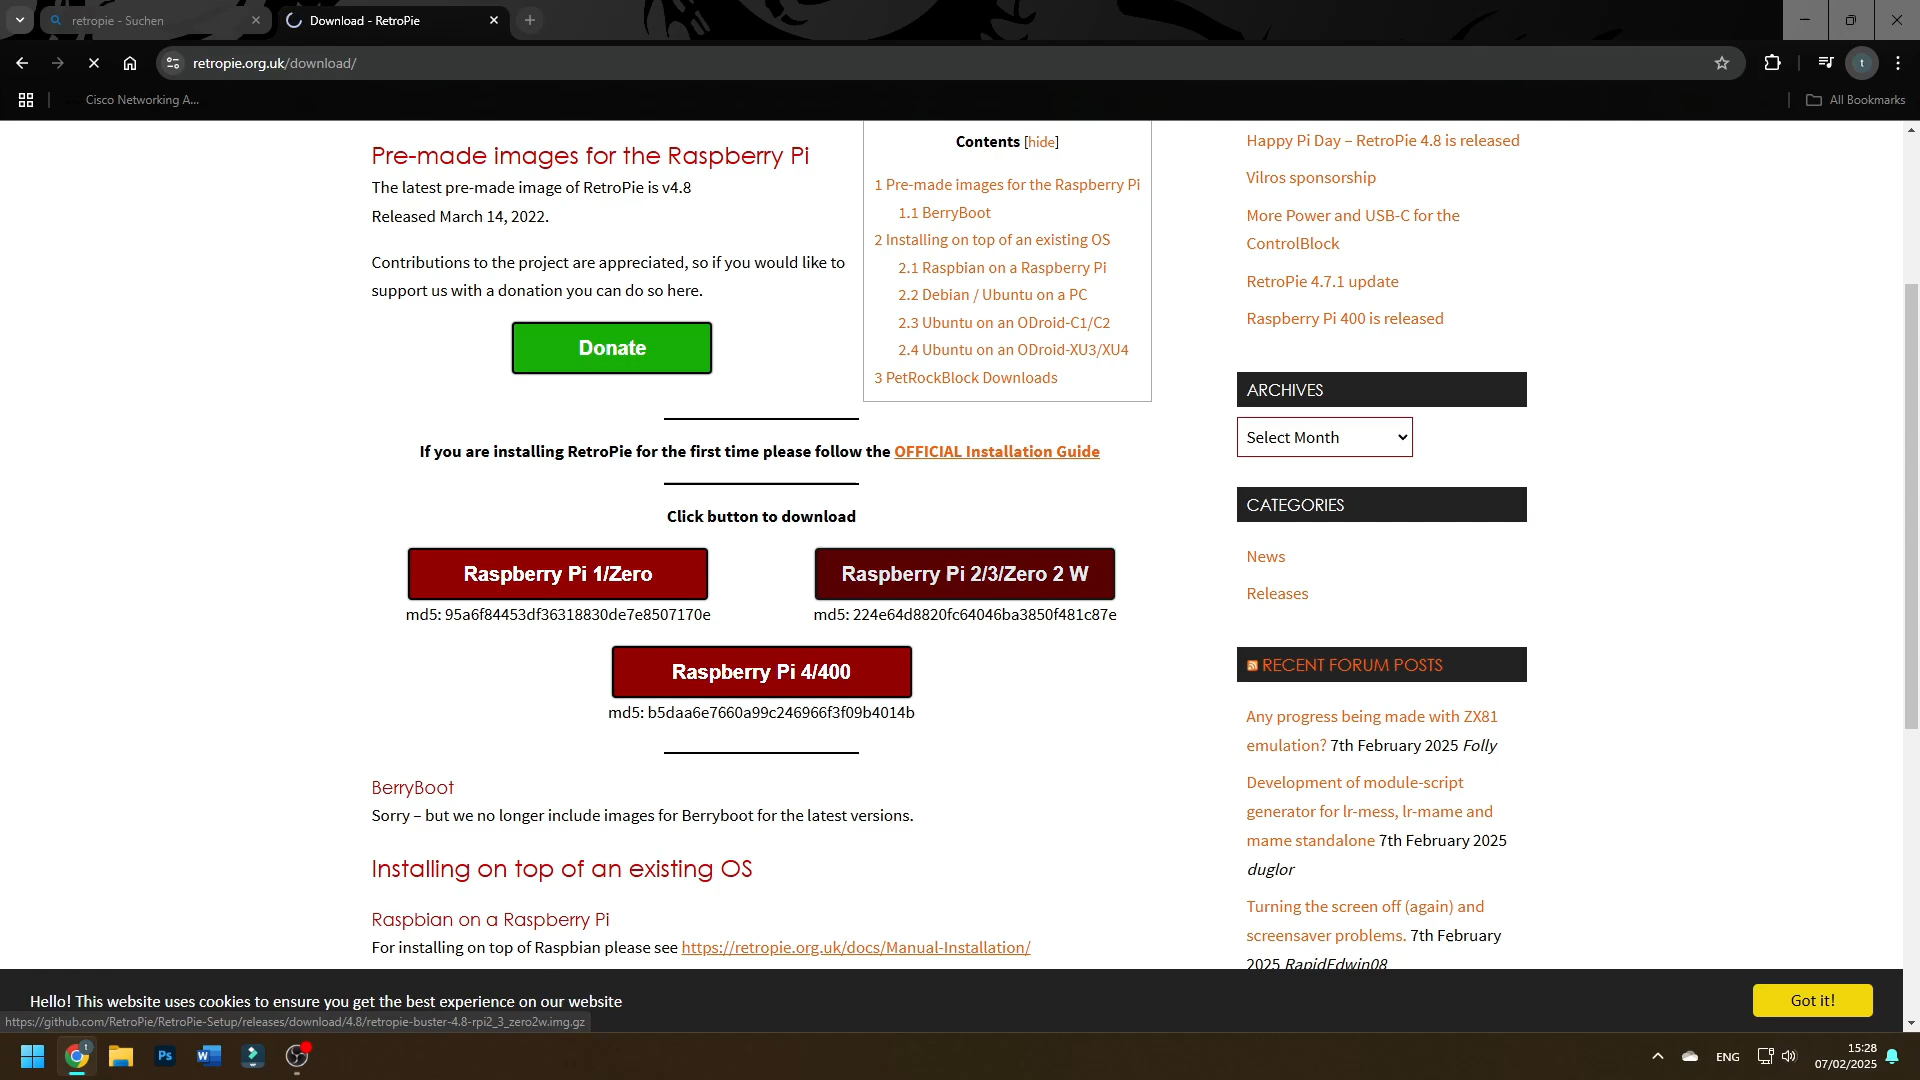 retropie - Suchen
Download - RetroPie
retropie.org.uk/download/
t
Cisco Networking A...
All Bookmarks
Pre-made images for the Raspberry Pi
The latest pre-made image of RetroPie is v4.8
Released March 14, 2022.
Contributions to the project are appreciated, so if you would like to
support us with a donation you can do so here.
Donate
Contents [hide]
1 Pre-made images for the Raspberry Pi
1.1 BerryBoot
2 Installing on top of an existing OS
2.1 Raspbian on a Raspberry Pi
2.2 Debian / Ubuntu on a PC
2.3 Ubuntu on an ODroid-C1/C2
2.4 Ubuntu on an ODroid-XU3/XU4
3 PetRockBlock Downloads
If you are installing RetroPie for the first time please follow the OFFICIAL Installation Guide
Click button to download
Raspberry Pi 1/Zero
md5: 95a6f84453df36318830de7e8507170e
Raspberry Pi 2/3/Zero 2 W
md5: 224e64d8820fc64046ba3850f481c87e
Raspberry Pi 4/400
md5: b5daa6e7660a99c246966f3f09b4014b
BerryBoot
Sorry – but we no longer include images for Berryboot for the latest versions.
Installing on top of an existing OS
Raspbian on a Raspberry Pi
For installing on top of Raspbian please see https://retropie.org.uk/docs/Manual-Installation/
Happy Pi Day – RetroPie 4.8 is released
Vilros sponsorship
More Power and USB-C for the
ControlBlock
RetroPie 4.7.1 update
Raspberry Pi 400 is released
ARCHIVES
Select Month
CATEGORIES
News
Releases
RECENT FORUM POSTS
Any progress being made with ZX81
emulation? 7th February 2025 Folly
Development of module-script
generator for lr-mess, lr-mame and
mame standalone 7th February 2025
duglor
Turning the screen off (again) and
screensaver problems. 7th February
2025 RapidEdwin08
Hello! This website uses cookies to ensure you get the best experience on our website
Got it!
https://github.com/RetroPie/RetroPie-Setup/releases/download/4.8/retropie-buster-4.8-rpi2_3_zero2w.img.gz
t
Ps
W
ENG
15:28
07/02/2025